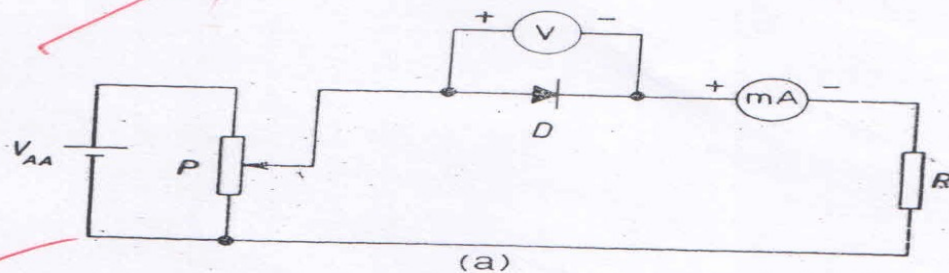 + V −
+ mA −
D
V_AA
P
R
(a)